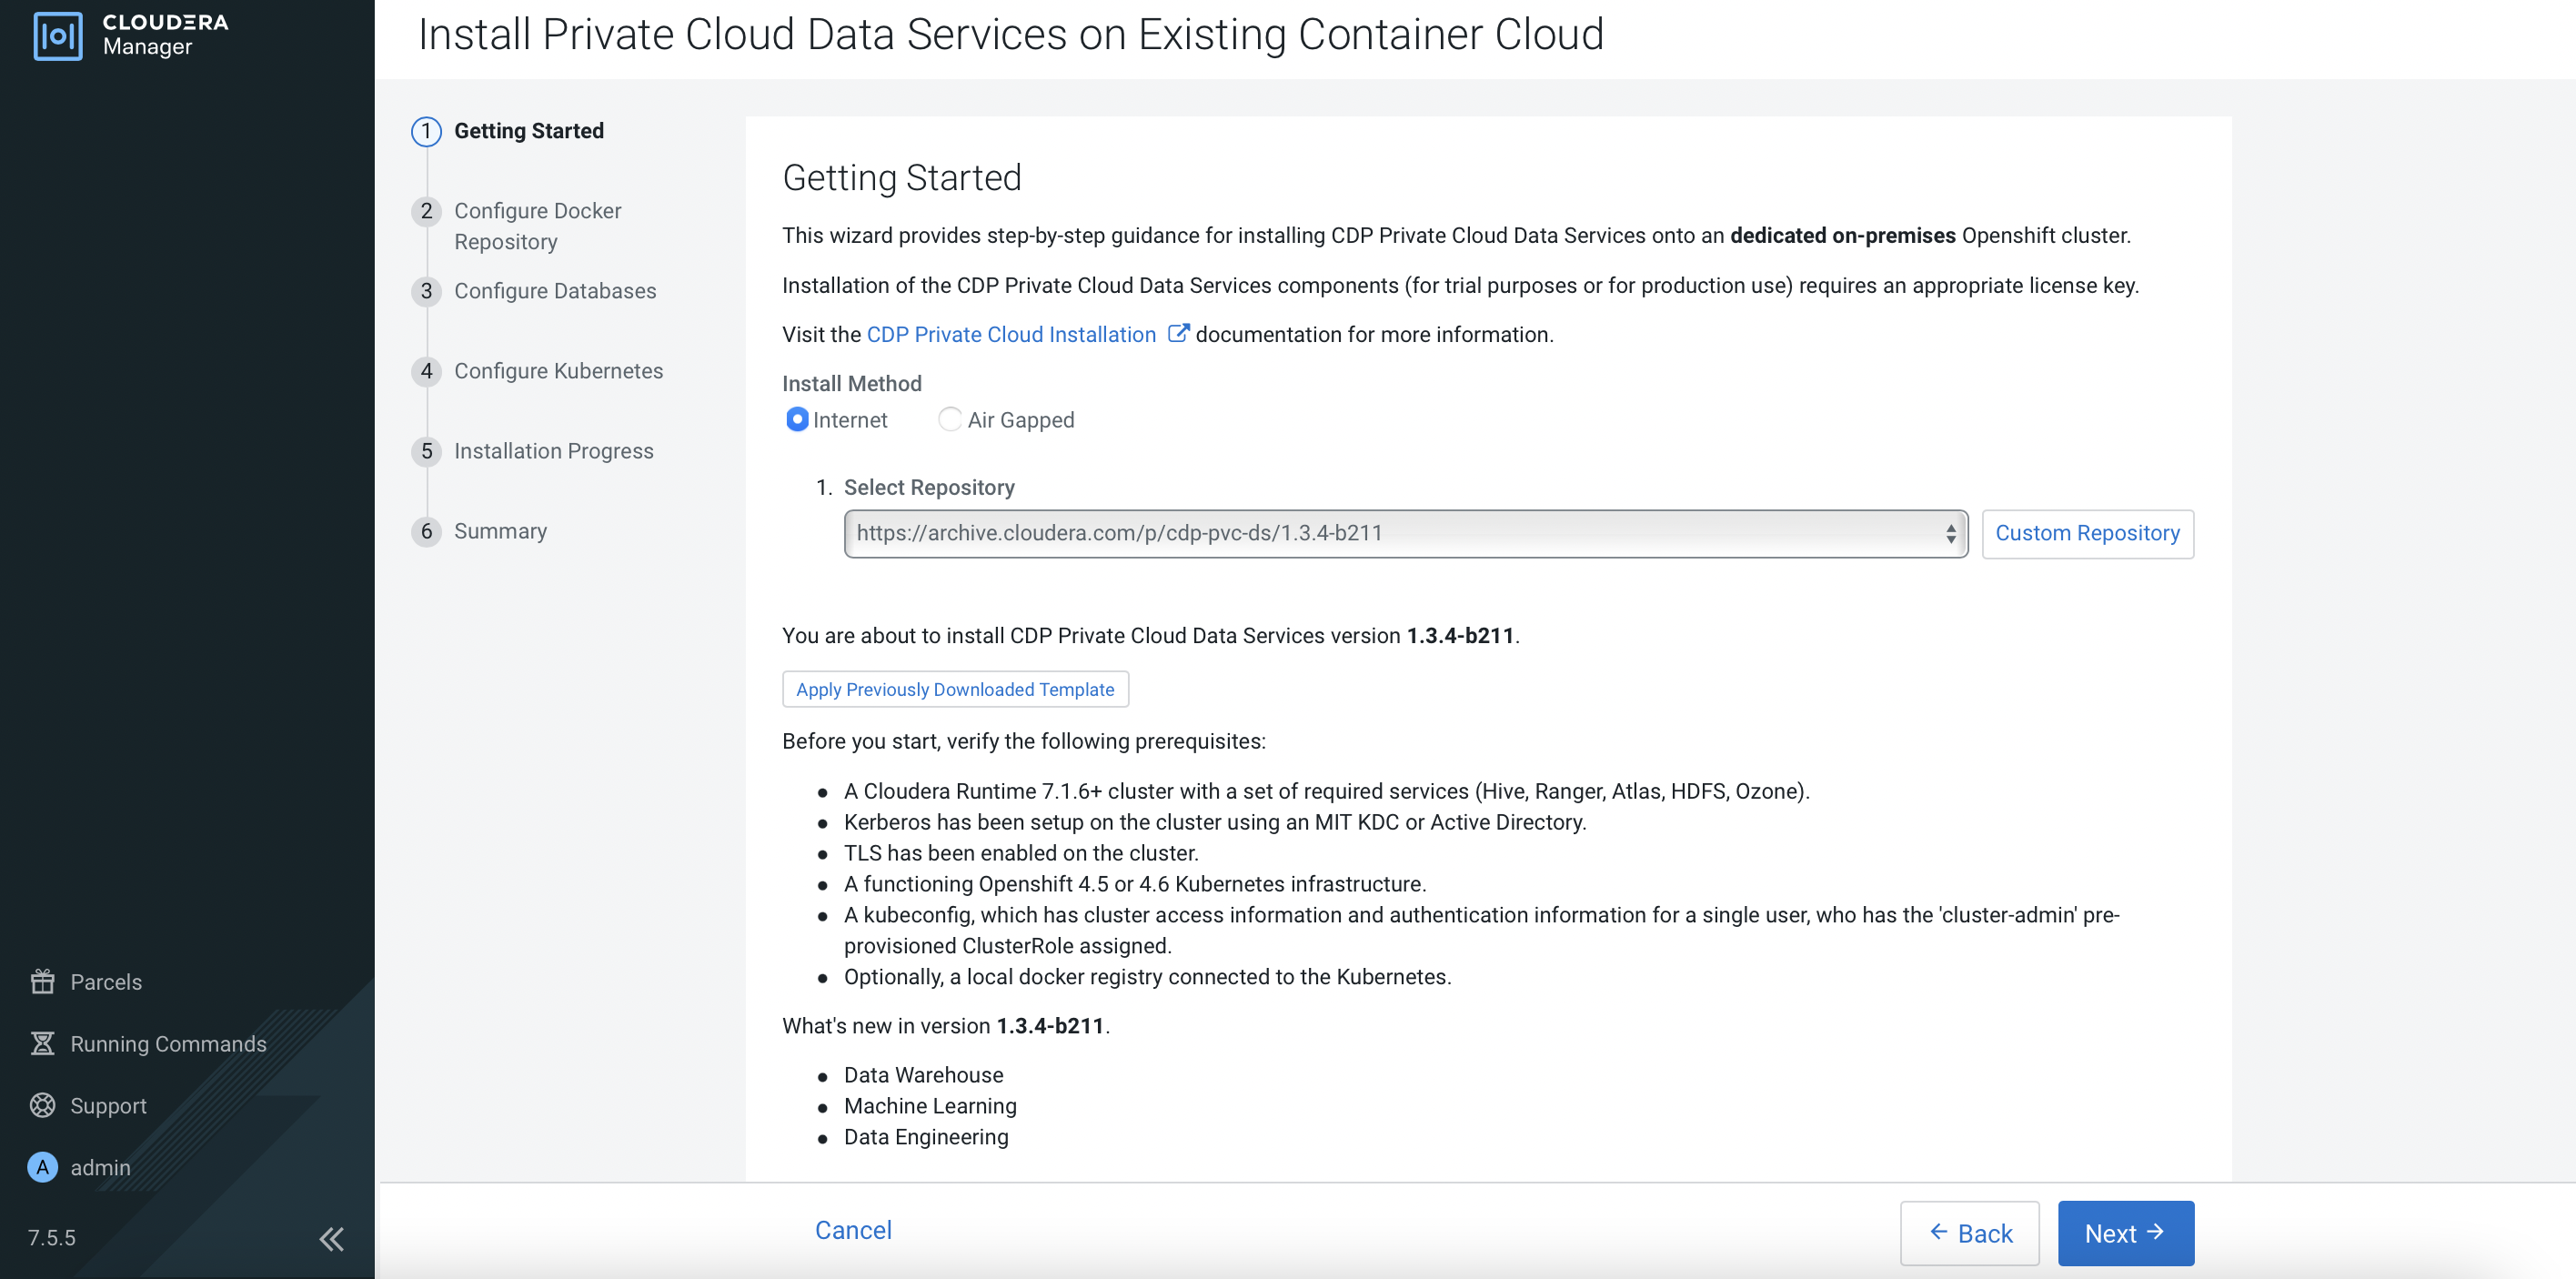 CLOUDERA
Manager
Install Private Cloud Data Services on Existing Container Cloud
1 Getting Started
2 Configure Docker
Repository
3 Configure Databases
4 Configure Kubernetes
5 Installation Progress
6 Summary
Getting Started
This wizard provides step-by-step guidance for installing CDP Private Cloud Data Services onto an dedicated on-premises Openshift cluster.
Installation of the CDP Private Cloud Data Services components (for trial purposes or for production use) requires an appropriate license key.
Visit the CDP Private Cloud Installation documentation for more information.
Install Method
Internet Air Gapped
1. Select Repository
https://archive.cloudera.com/p/cdp-pvc-ds/1.3.4-b211 Custom Repository
You are about to install CDP Private Cloud Data Services version 1.3.4-b211.
Apply Previously Downloaded Template
Before you start, verify the following prerequisites:
● A Cloudera Runtime 7.1.6+ cluster with a set of required services (Hive, Ranger, Atlas, HDFS, Ozone).
● Kerberos has been setup on the cluster using an MIT KDC or Active Directory.
● TLS has been enabled on the cluster.
● A functioning Openshift 4.5 or 4.6 Kubernetes infrastructure.
● A kubeconfig, which has cluster access information and authentication information for a single user, who has the 'cluster-admin' pre-
provisioned ClusterRole assigned.
● Optionally, a local docker registry connected to the Kubernetes.
What's new in version 1.3.4-b211.
● Data Warehouse
● Machine Learning
● Data Engineering
Parcels
Running Commands
Support
A admin
7.5.5
Cancel
← Back
Next →